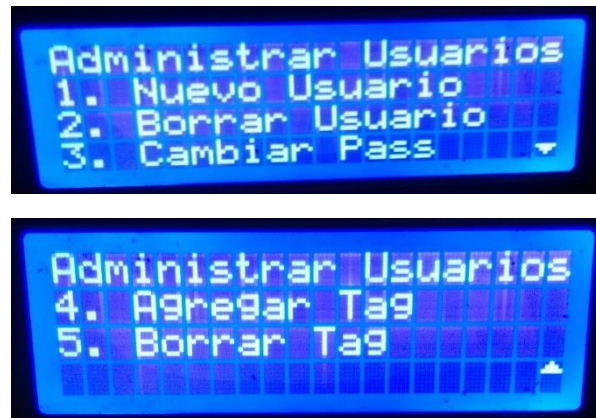 Administrar Usuarios
1. Nuevo Usuario
2. Borrar Usuario
3. Cambiar Pass
Administrar Usuarios
4. Agregar Tag
5. Borrar Tag